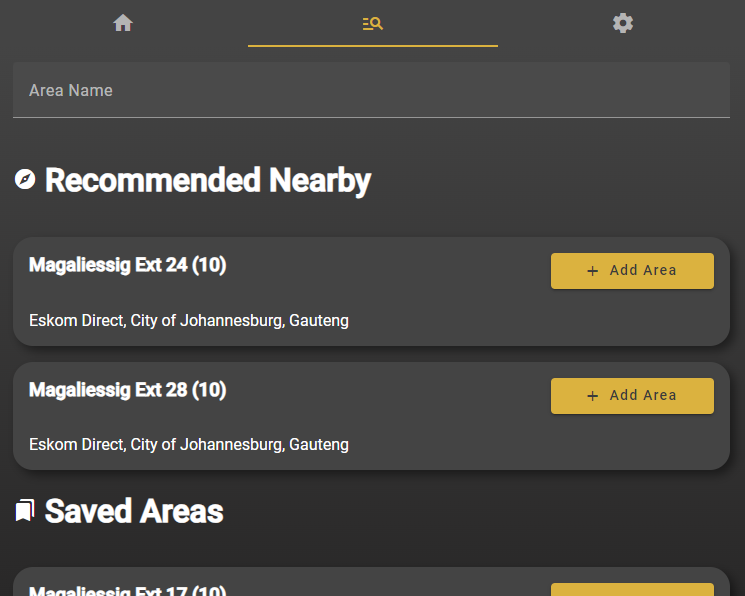 Area Name
Recommended Nearby
Magaliessig Ext 24 (10)
+ Add Area
Eskom Direct, City of Johannesburg, Gauteng
Magaliessig Ext 28 (10)
+ Add Area
Eskom Direct, City of Johannesburg, Gauteng
Saved Areas
Magaliessig Ext 17 (10)